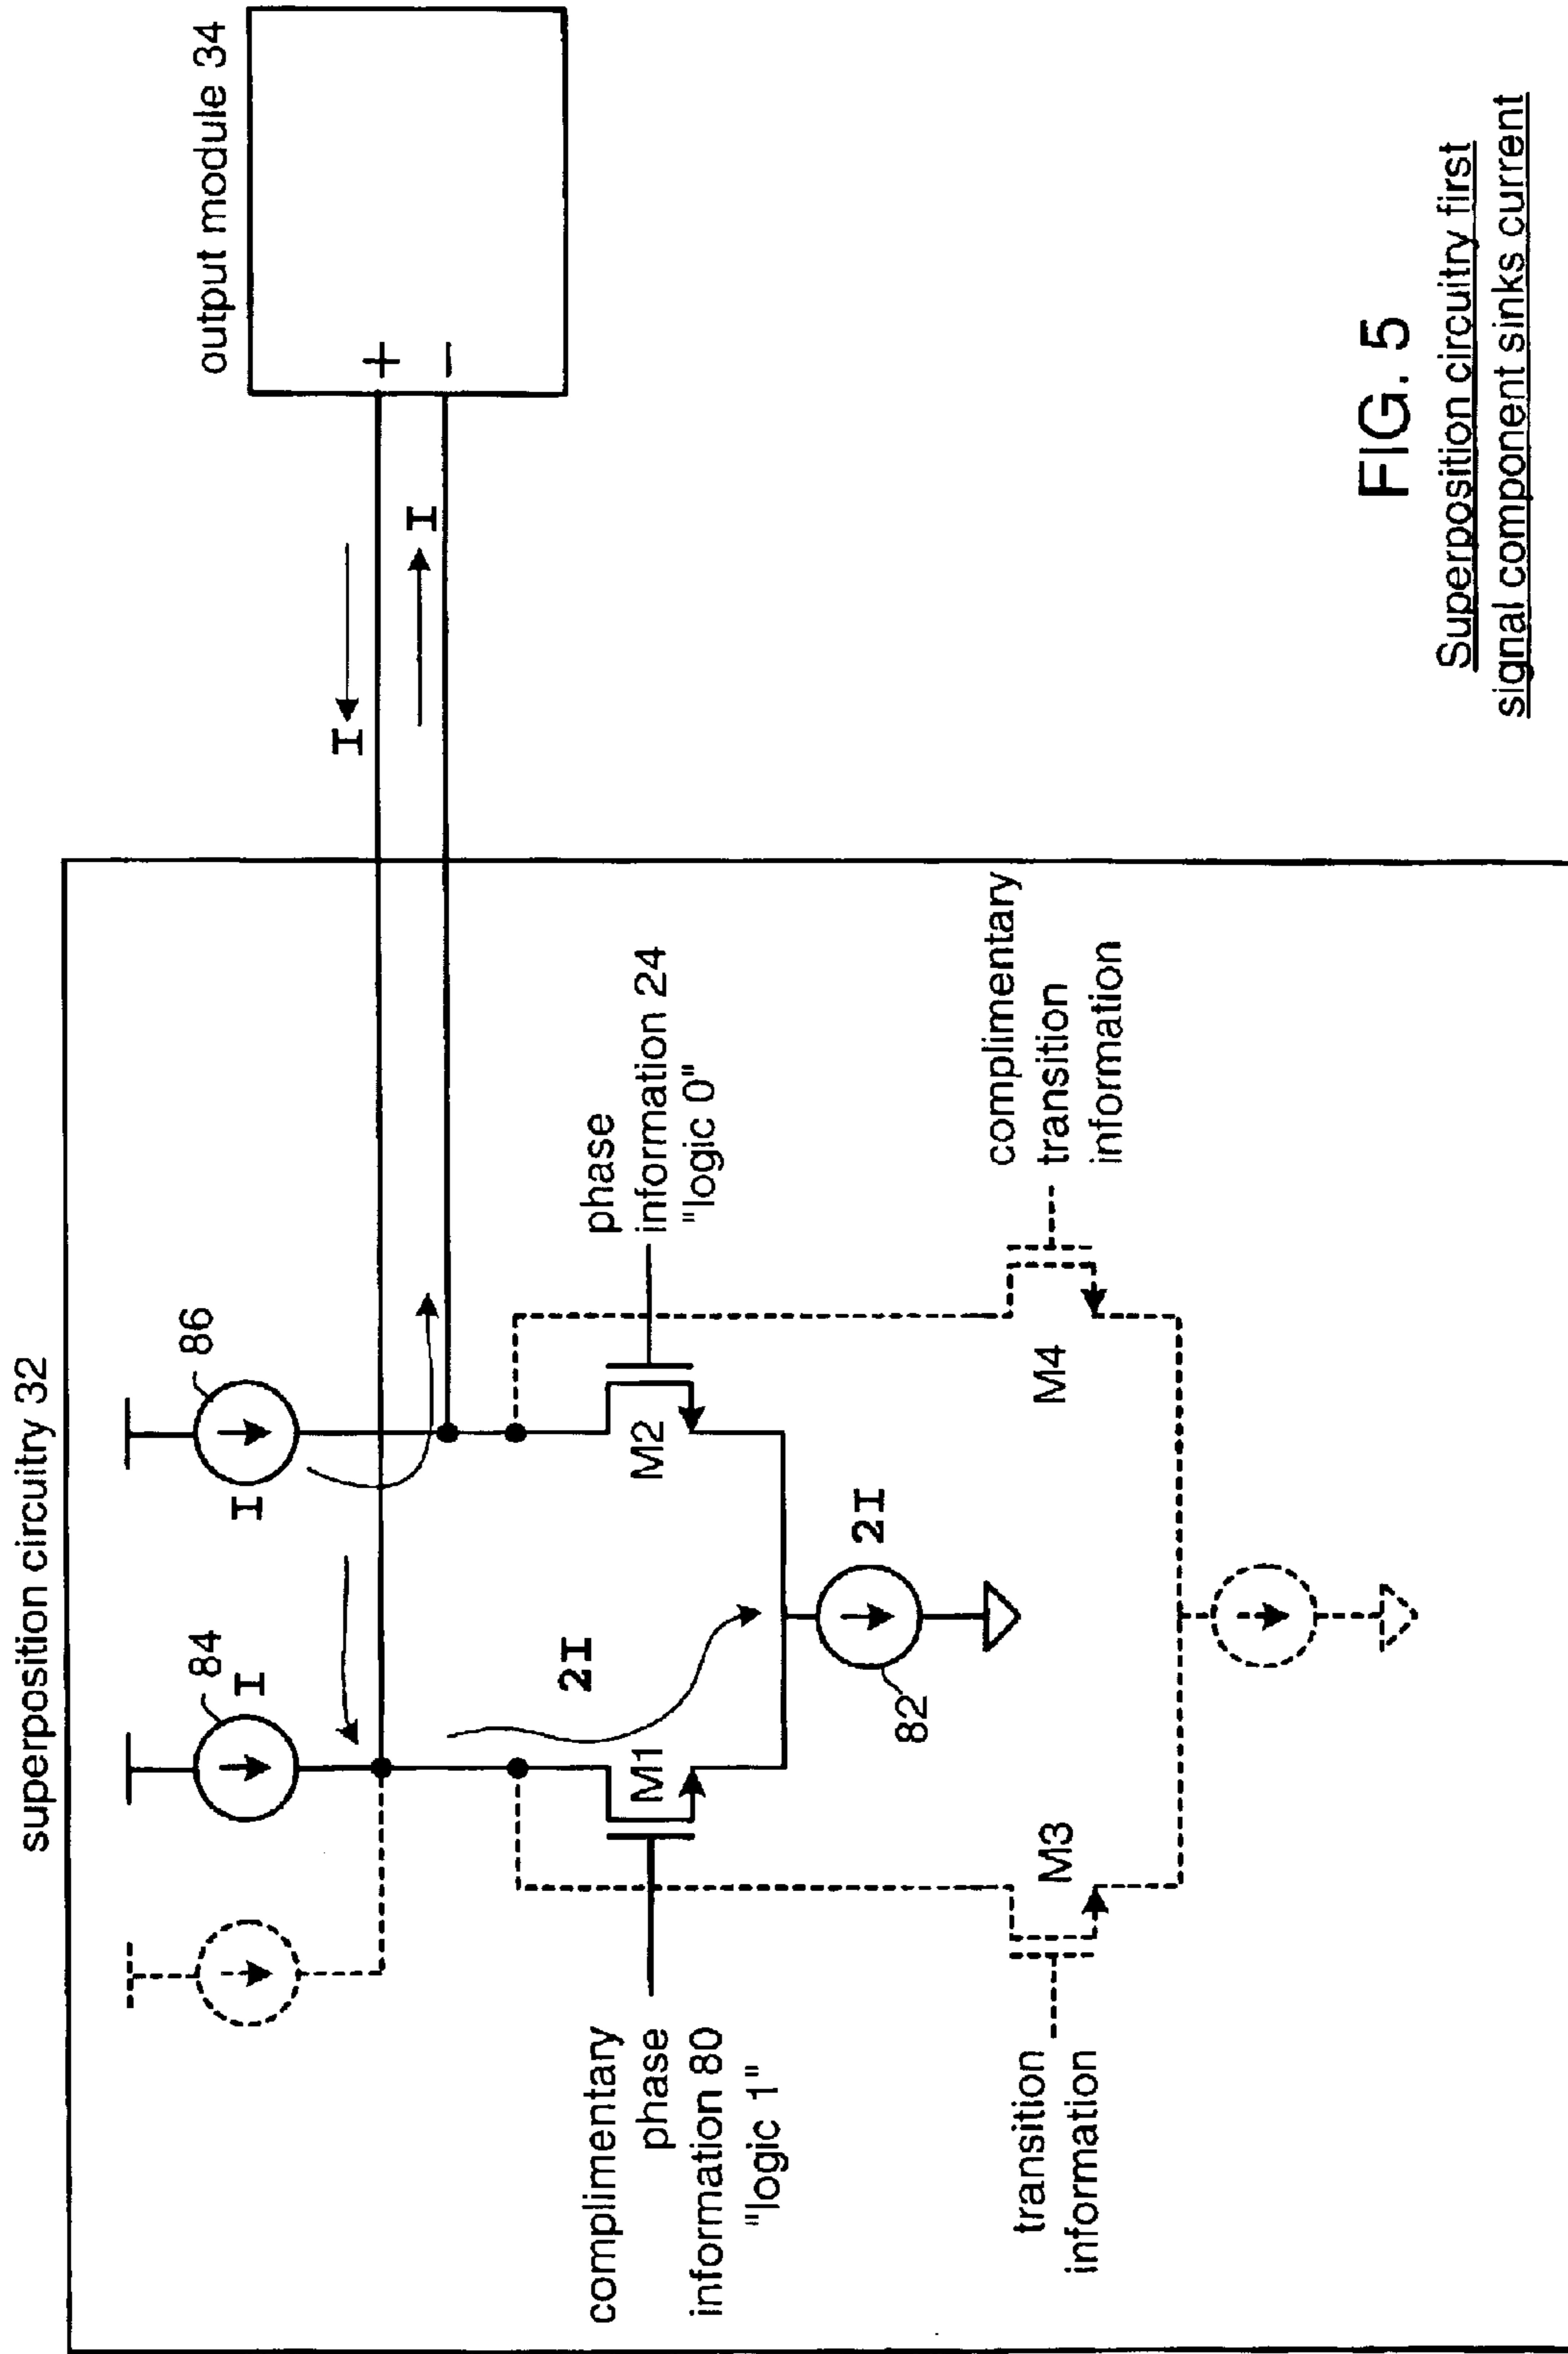 superposition circuitry 32
output module 34
84
I
86
I
+
−
I
I
2I
M1
M2
2I
82
complimentary
phase
information 80
"logic 1"
phase
information 24
"logic 0"
M3
M4
transition
information
complimentary
transition
information
FIG. 5
Superposition circuitry first
signal component sinks current